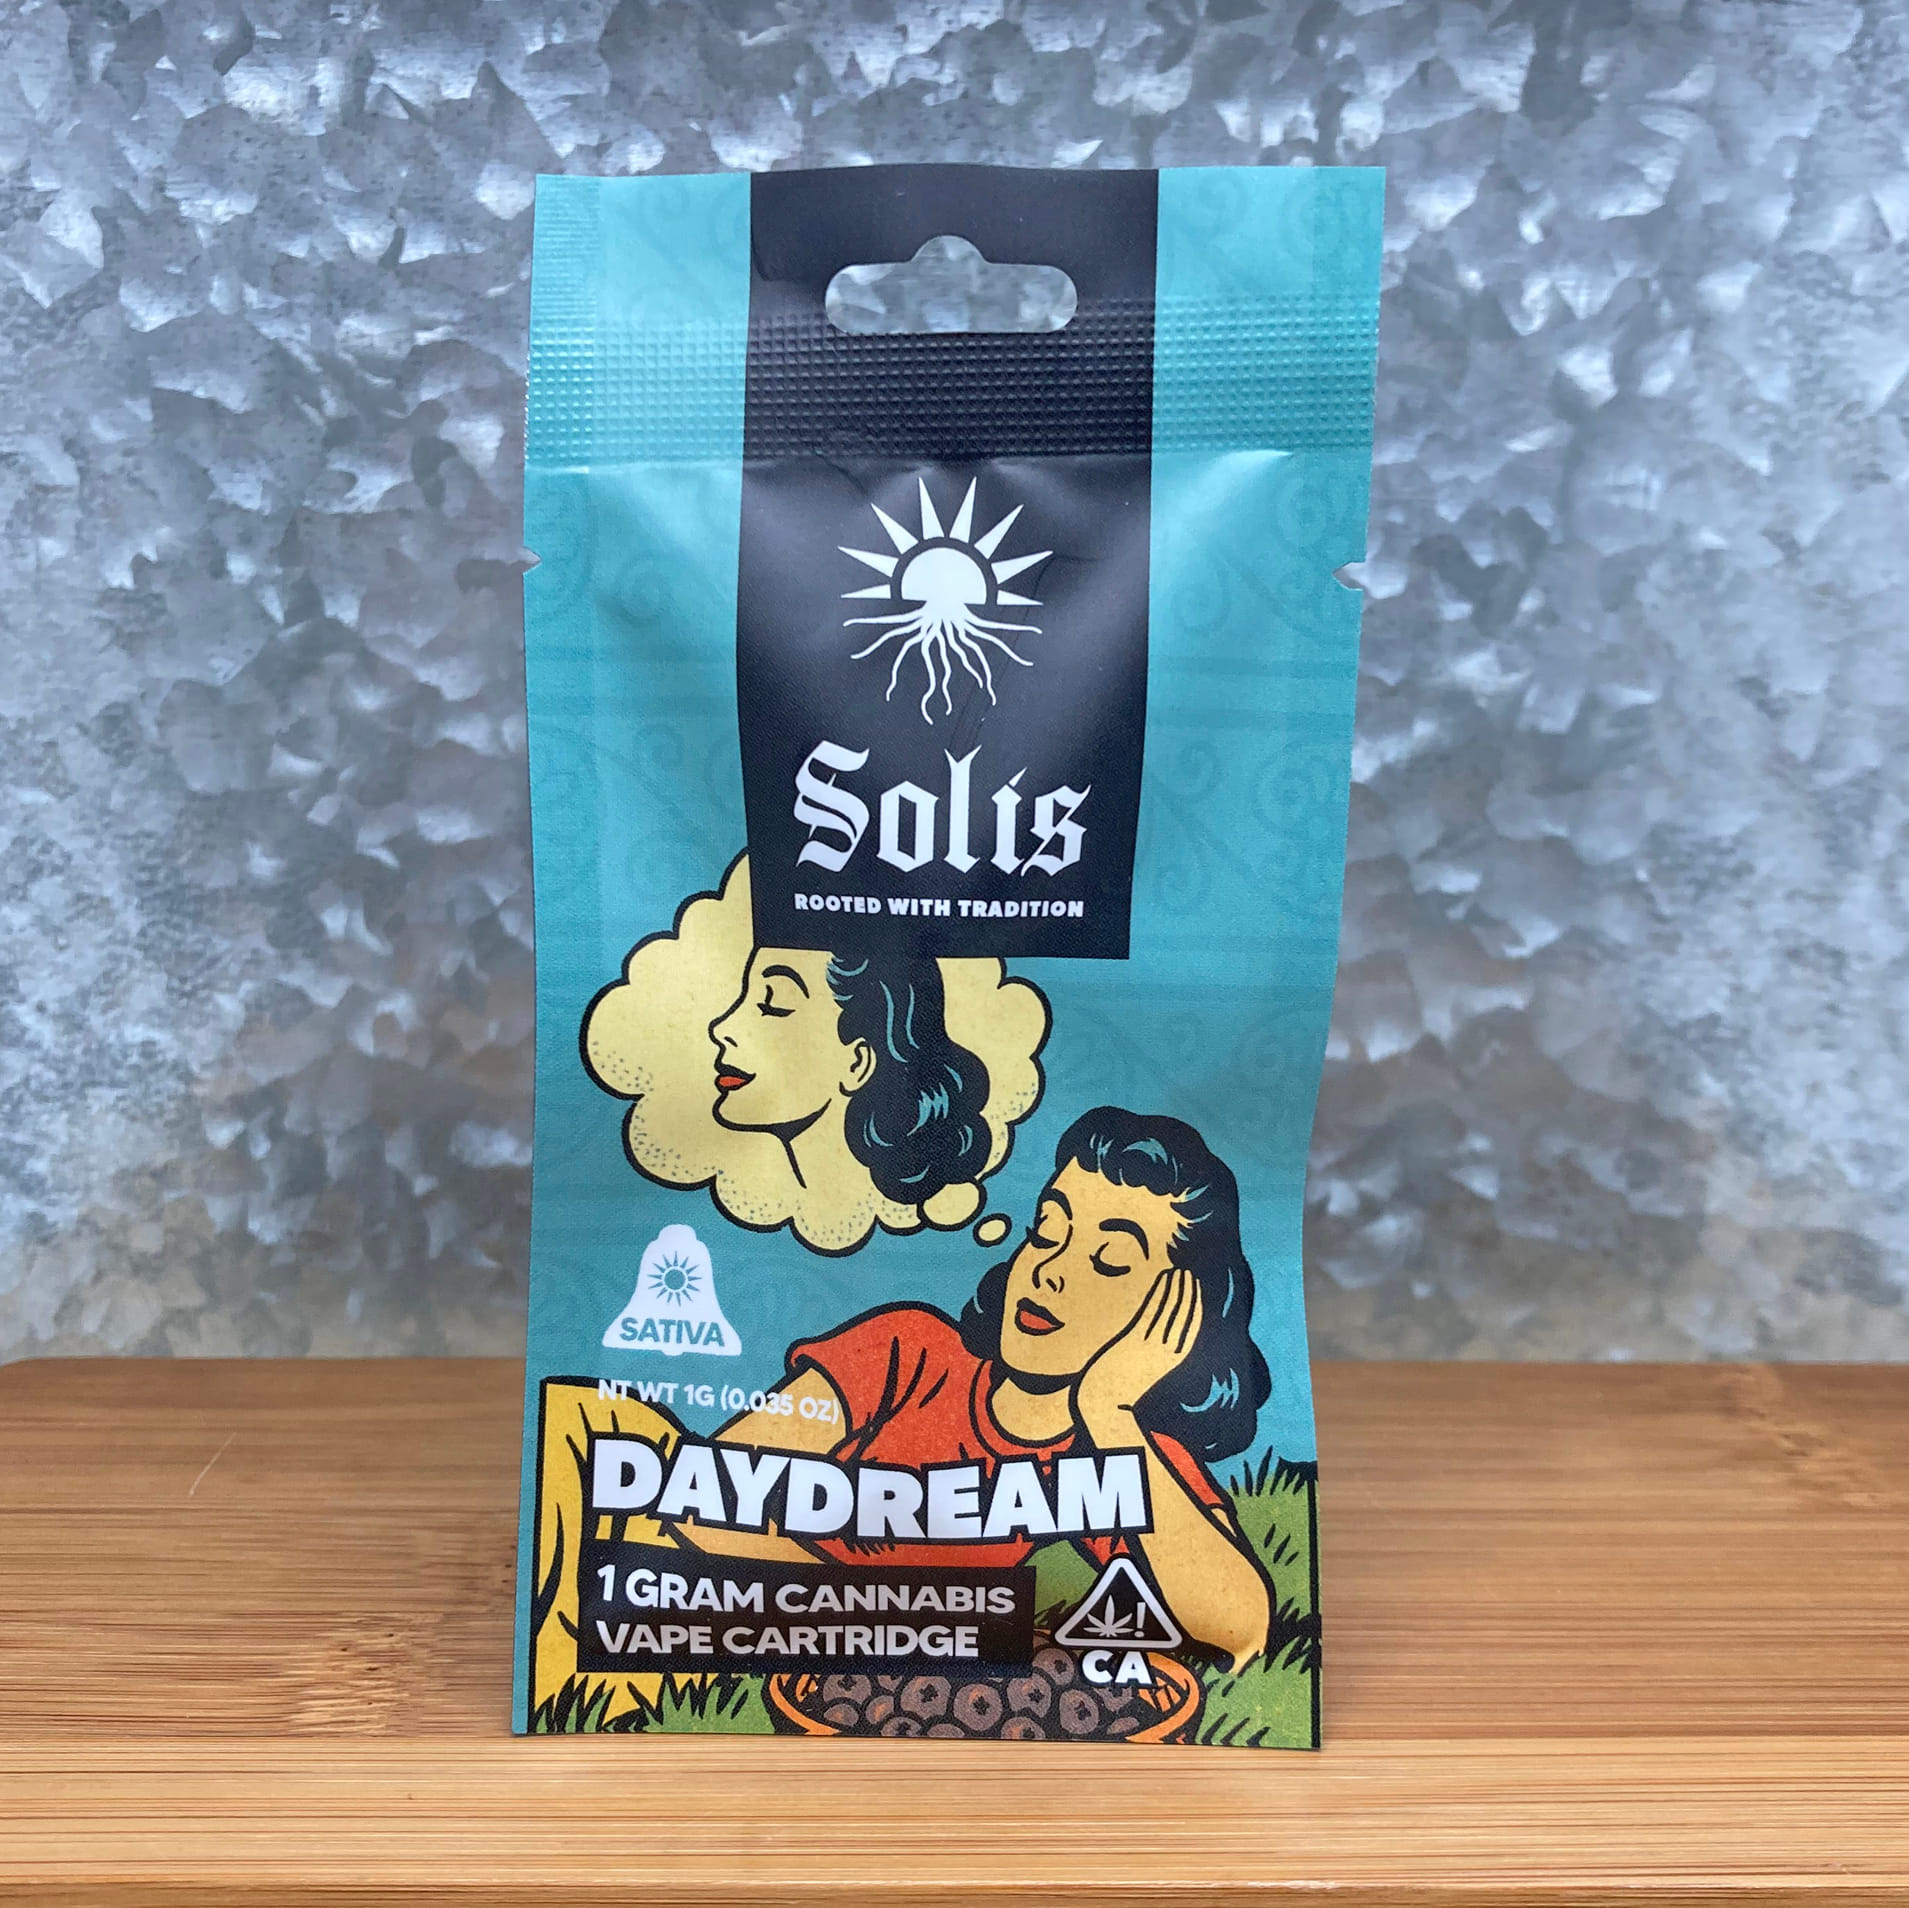 Solis
ROOTED WITH TRADITION
SATIVA
NT WT 1G (0.035 OZ)
DAYDREAM
1 GRAM CANNABIS
VAPE CARTRIDGE
!
CA